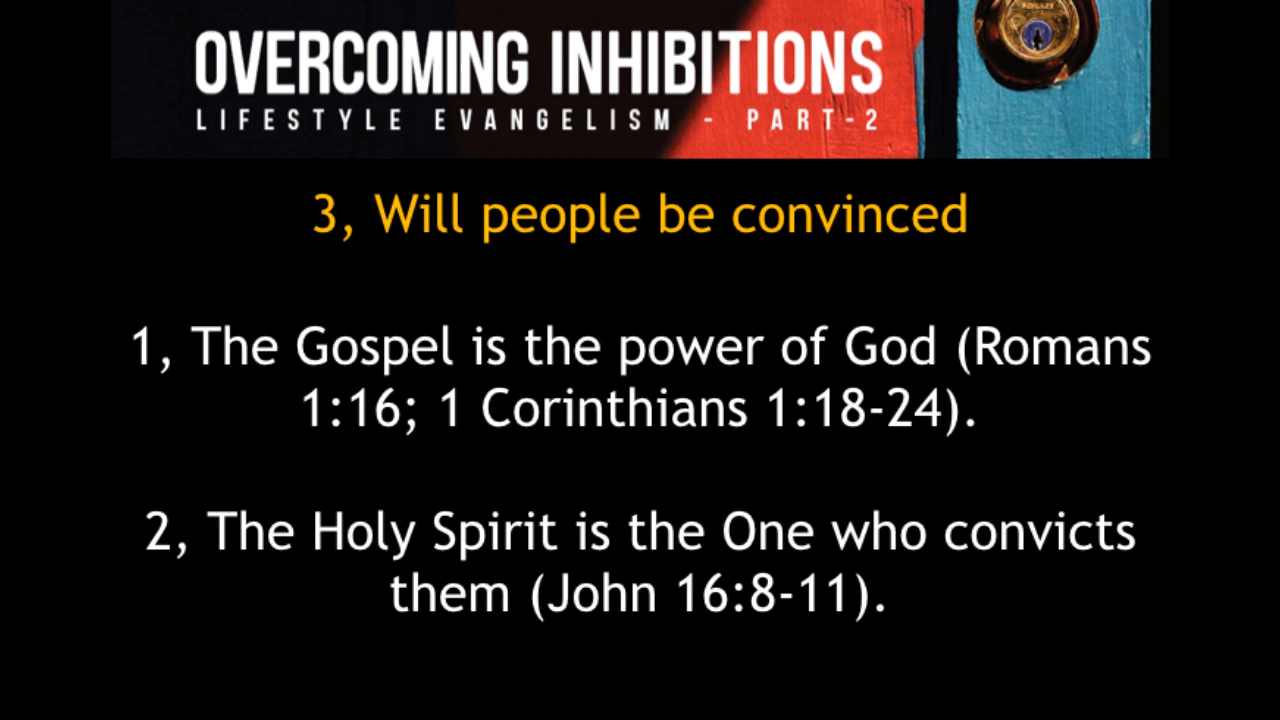 OVERCOMING INHIBITIONS
LIFESTYLE EVANGELISM - PART-2
3, Will people be convinced
1, The Gospel is the power of God (Romans
1:16; 1 Corinthians 1:18-24).
2, The Holy Spirit is the One who convicts
them (John 16:8-11).